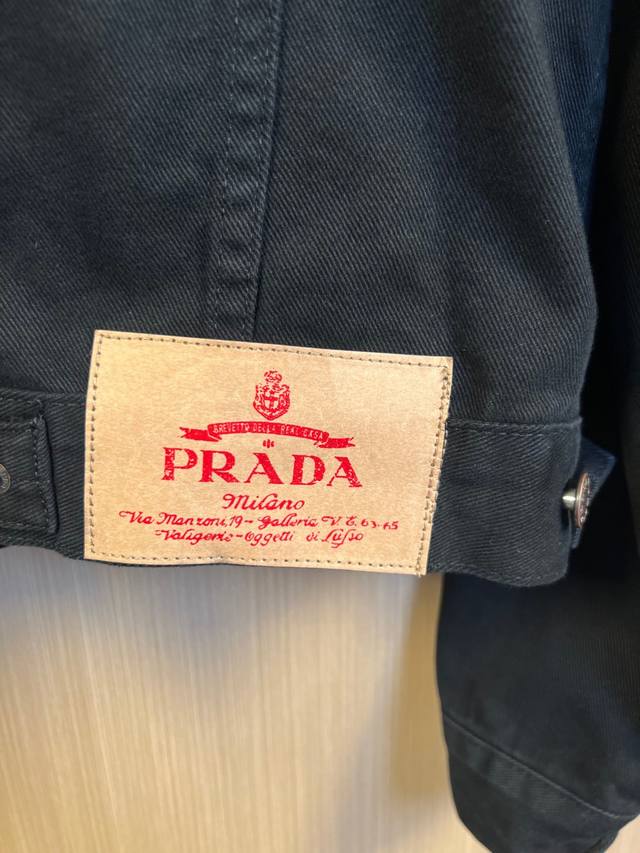 BREVETTO DELLA REAL CASA
PRADA
Milano
Via Manzoni, 19 - Galleria V. E. 63-65
Valigerie - Oggetti di Lusso